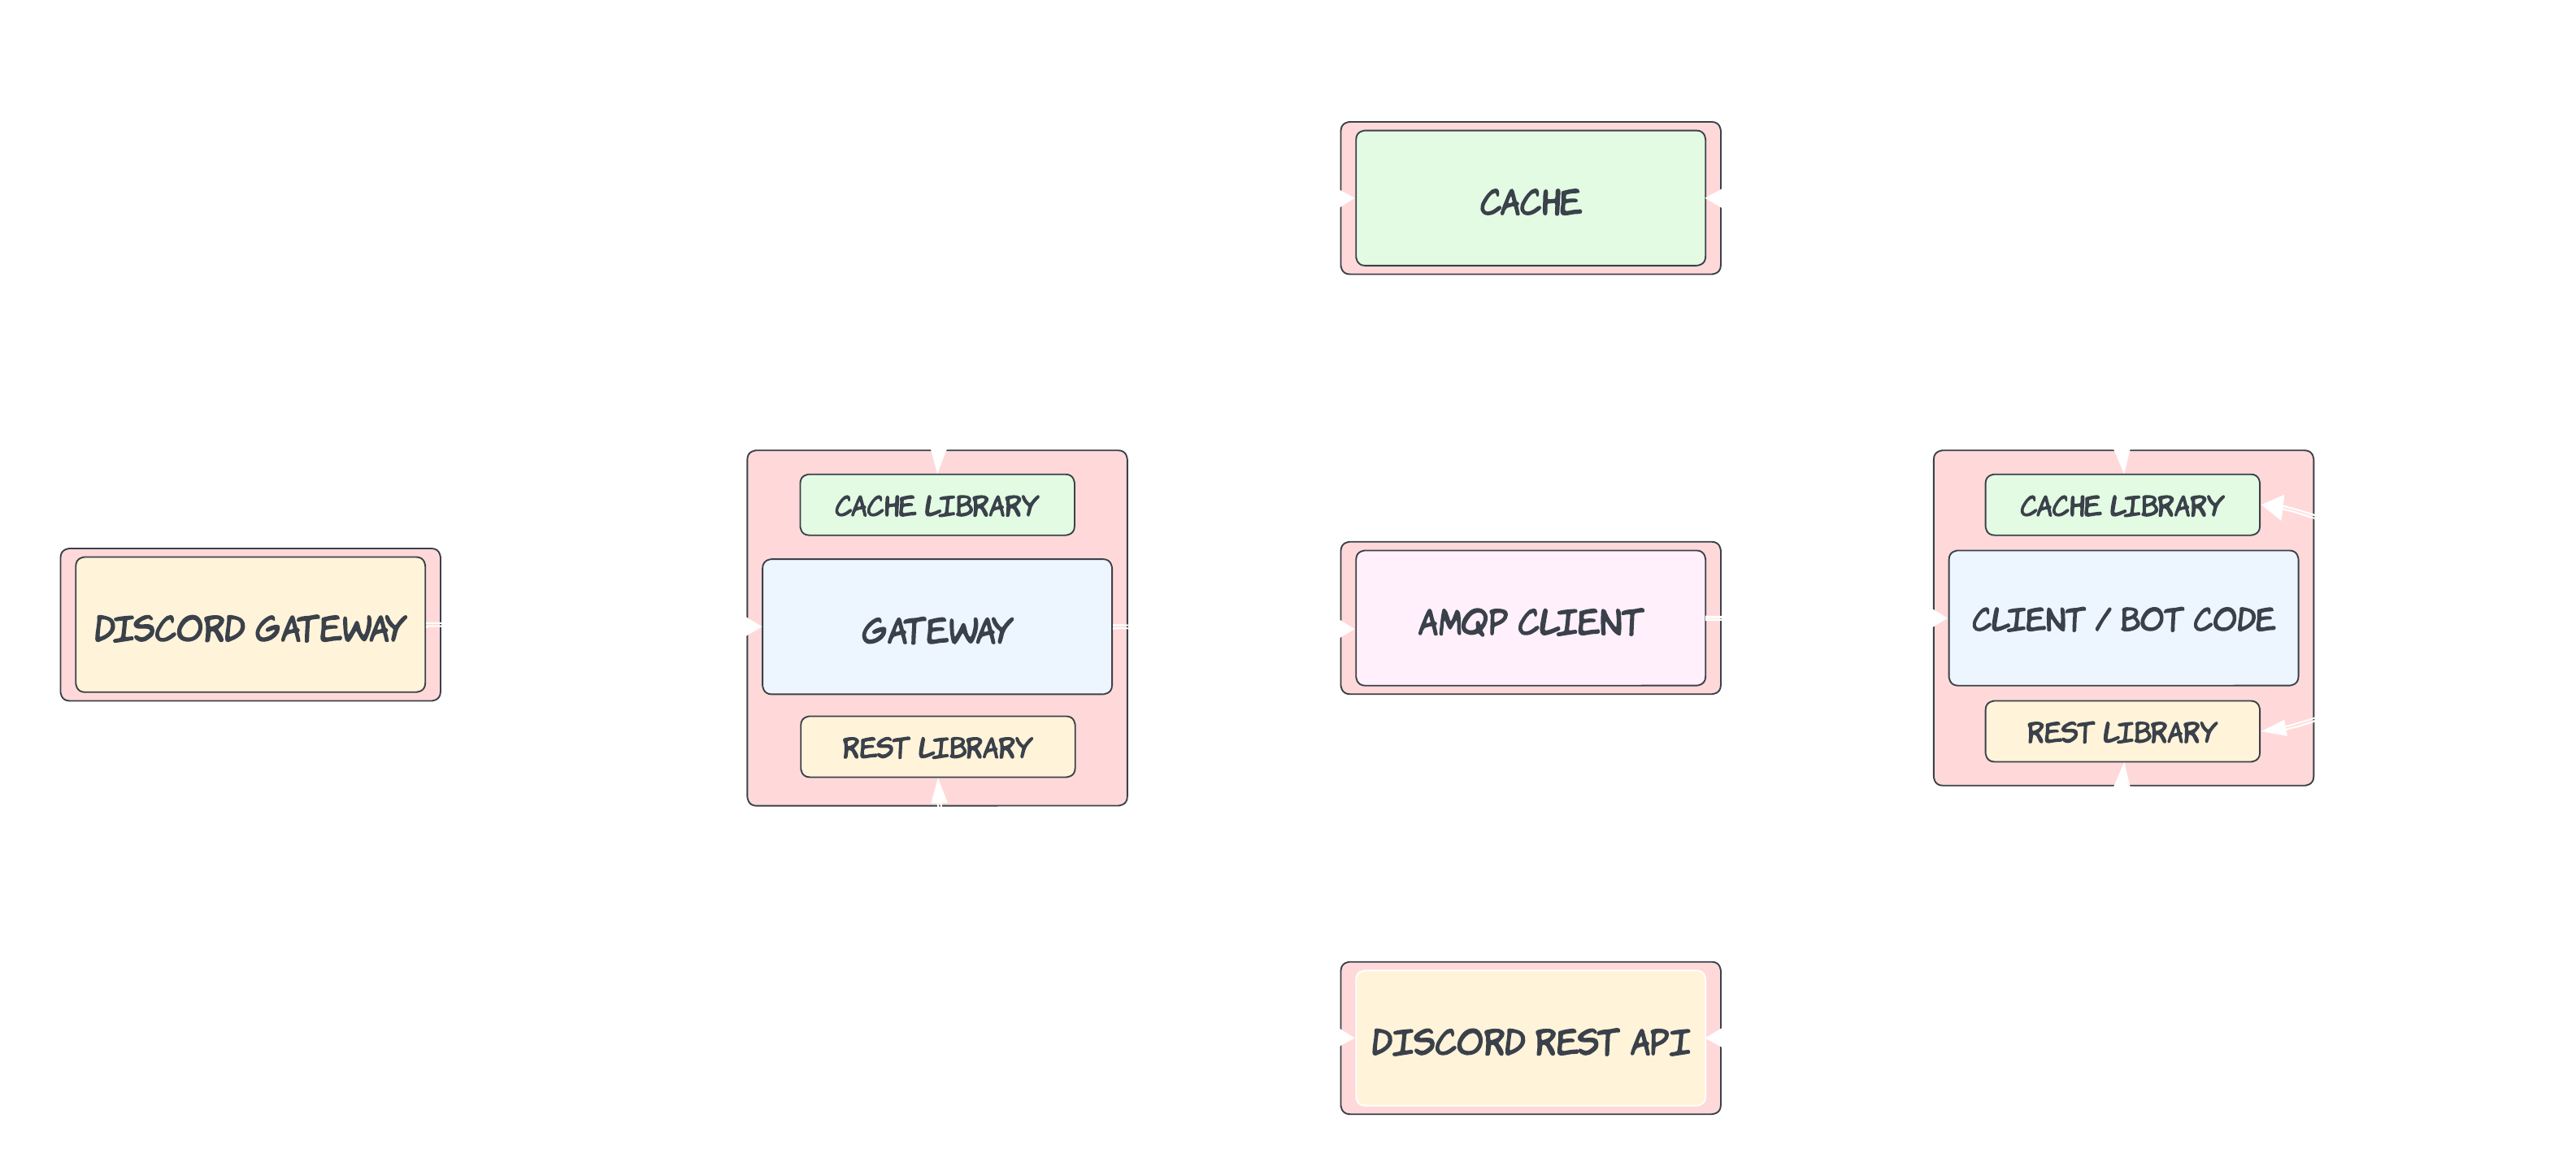 CACHE
CACHE LIBRARY
CACHE LIBRARY
DISCORD GATEWAY
GATEWAY
AMQP CLIENT
CLIENT / BOT CODE
REST LIBRARY
REST LIBRARY
DISCORD REST API